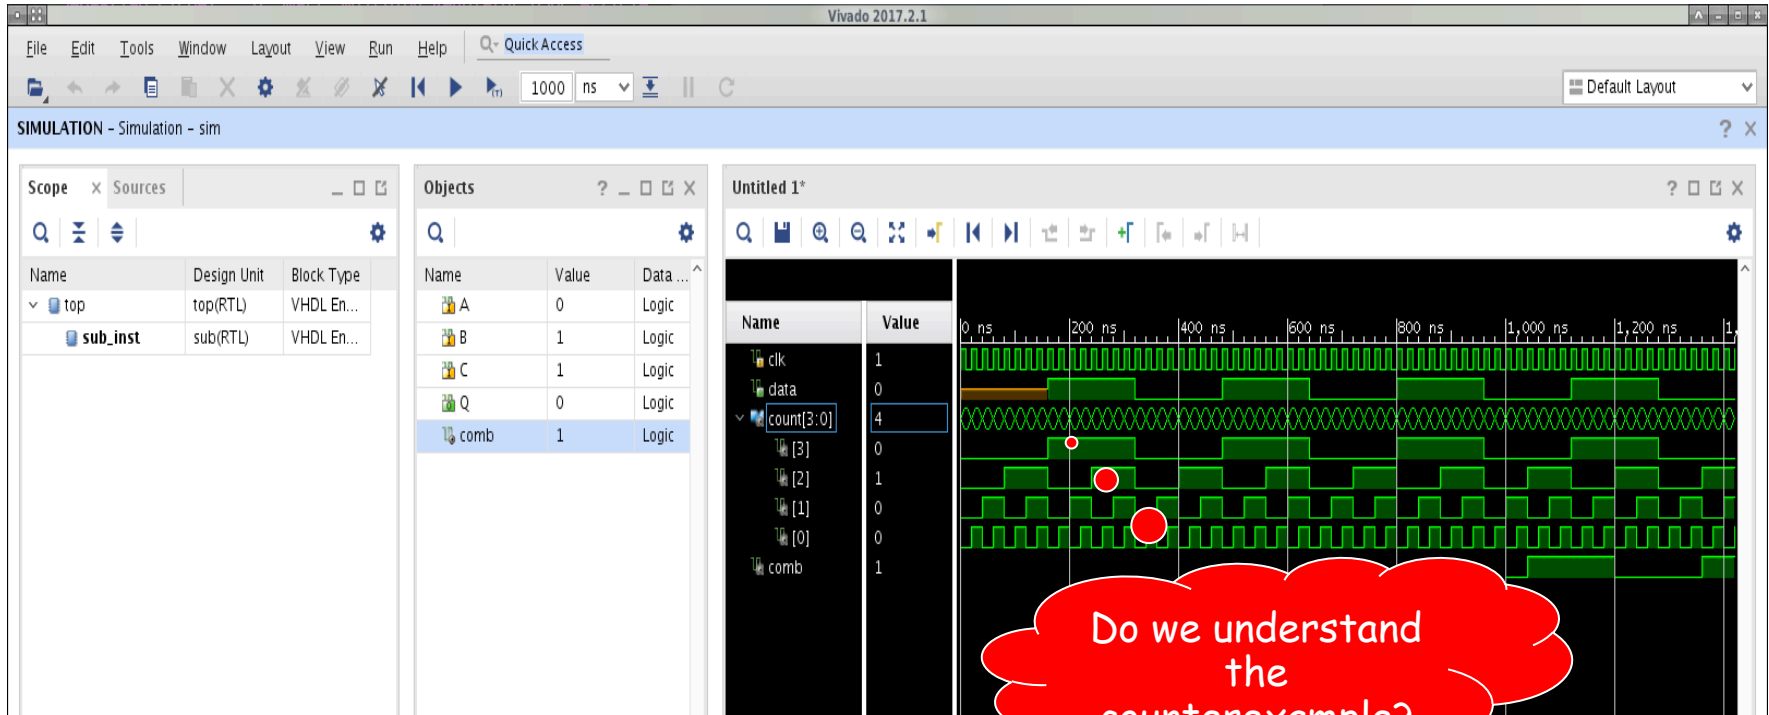 Vivado 2017.2.1
File Edit Tools Window Layout View Run Help Quick Access
1000 ns Default Layout
SIMULATION – Simulation – sim
Scope Sources
Name Design Unit Block Type
top top(RTL) VHDL En...
sub_inst sub(RTL) VHDL En...
Objects
Name Value Data ...
A 0 Logic
B 1 Logic
C 1 Logic
Q 0 Logic
comb 1 Logic
Untitled 1*
Name Value
0 ns 200 ns 400 ns 600 ns 800 ns 1,000 ns 1,200 ns
clk 1
data 0
count[3:0] 4
[3] 0
[2] 1
[1] 0
[0] 0
comb 1
Do we understand
the
counterexample?